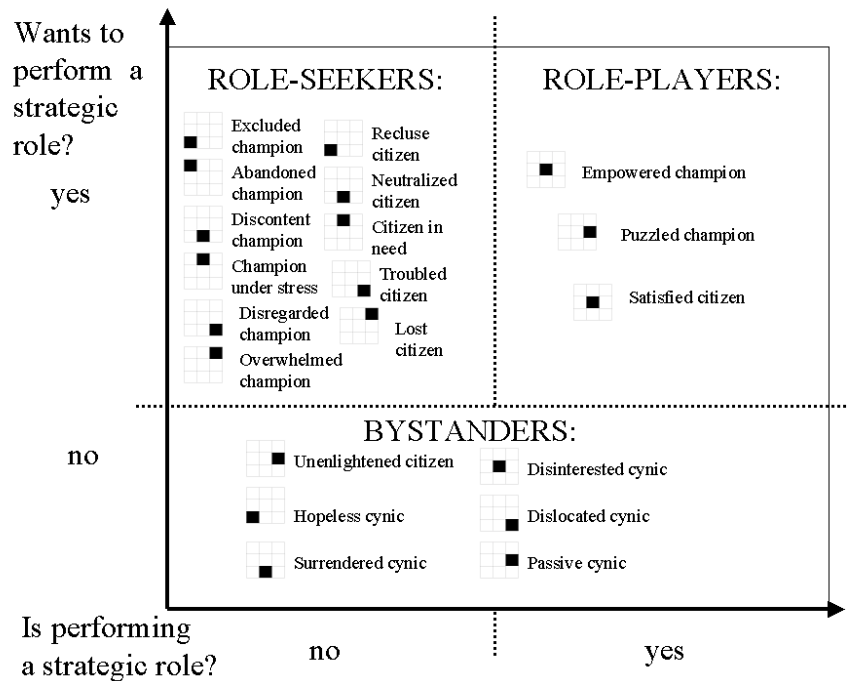 Wants to
perform a
strategic
role?
yes
ROLE-SEEKERS:
Excluded
champion
Abandoned
champion
Discontent
champion
Champion
under stress
Disregarded
champion
Overwhelmed
champion
Recluse
citizen
Neutralized
citizen
Citizen in
need
Troubled
citizen
Lost
citizen
ROLE-PLAYERS:
Empowered champion
Puzzled champion
Satisfied citizen
no
BYSTANDERS:
Unenlightened citizen
Hopeless cynic
Surrendered cynic
Disinterested cynic
Dislocated cynic
Passive cynic
Is performing
a strategic role?
no
yes